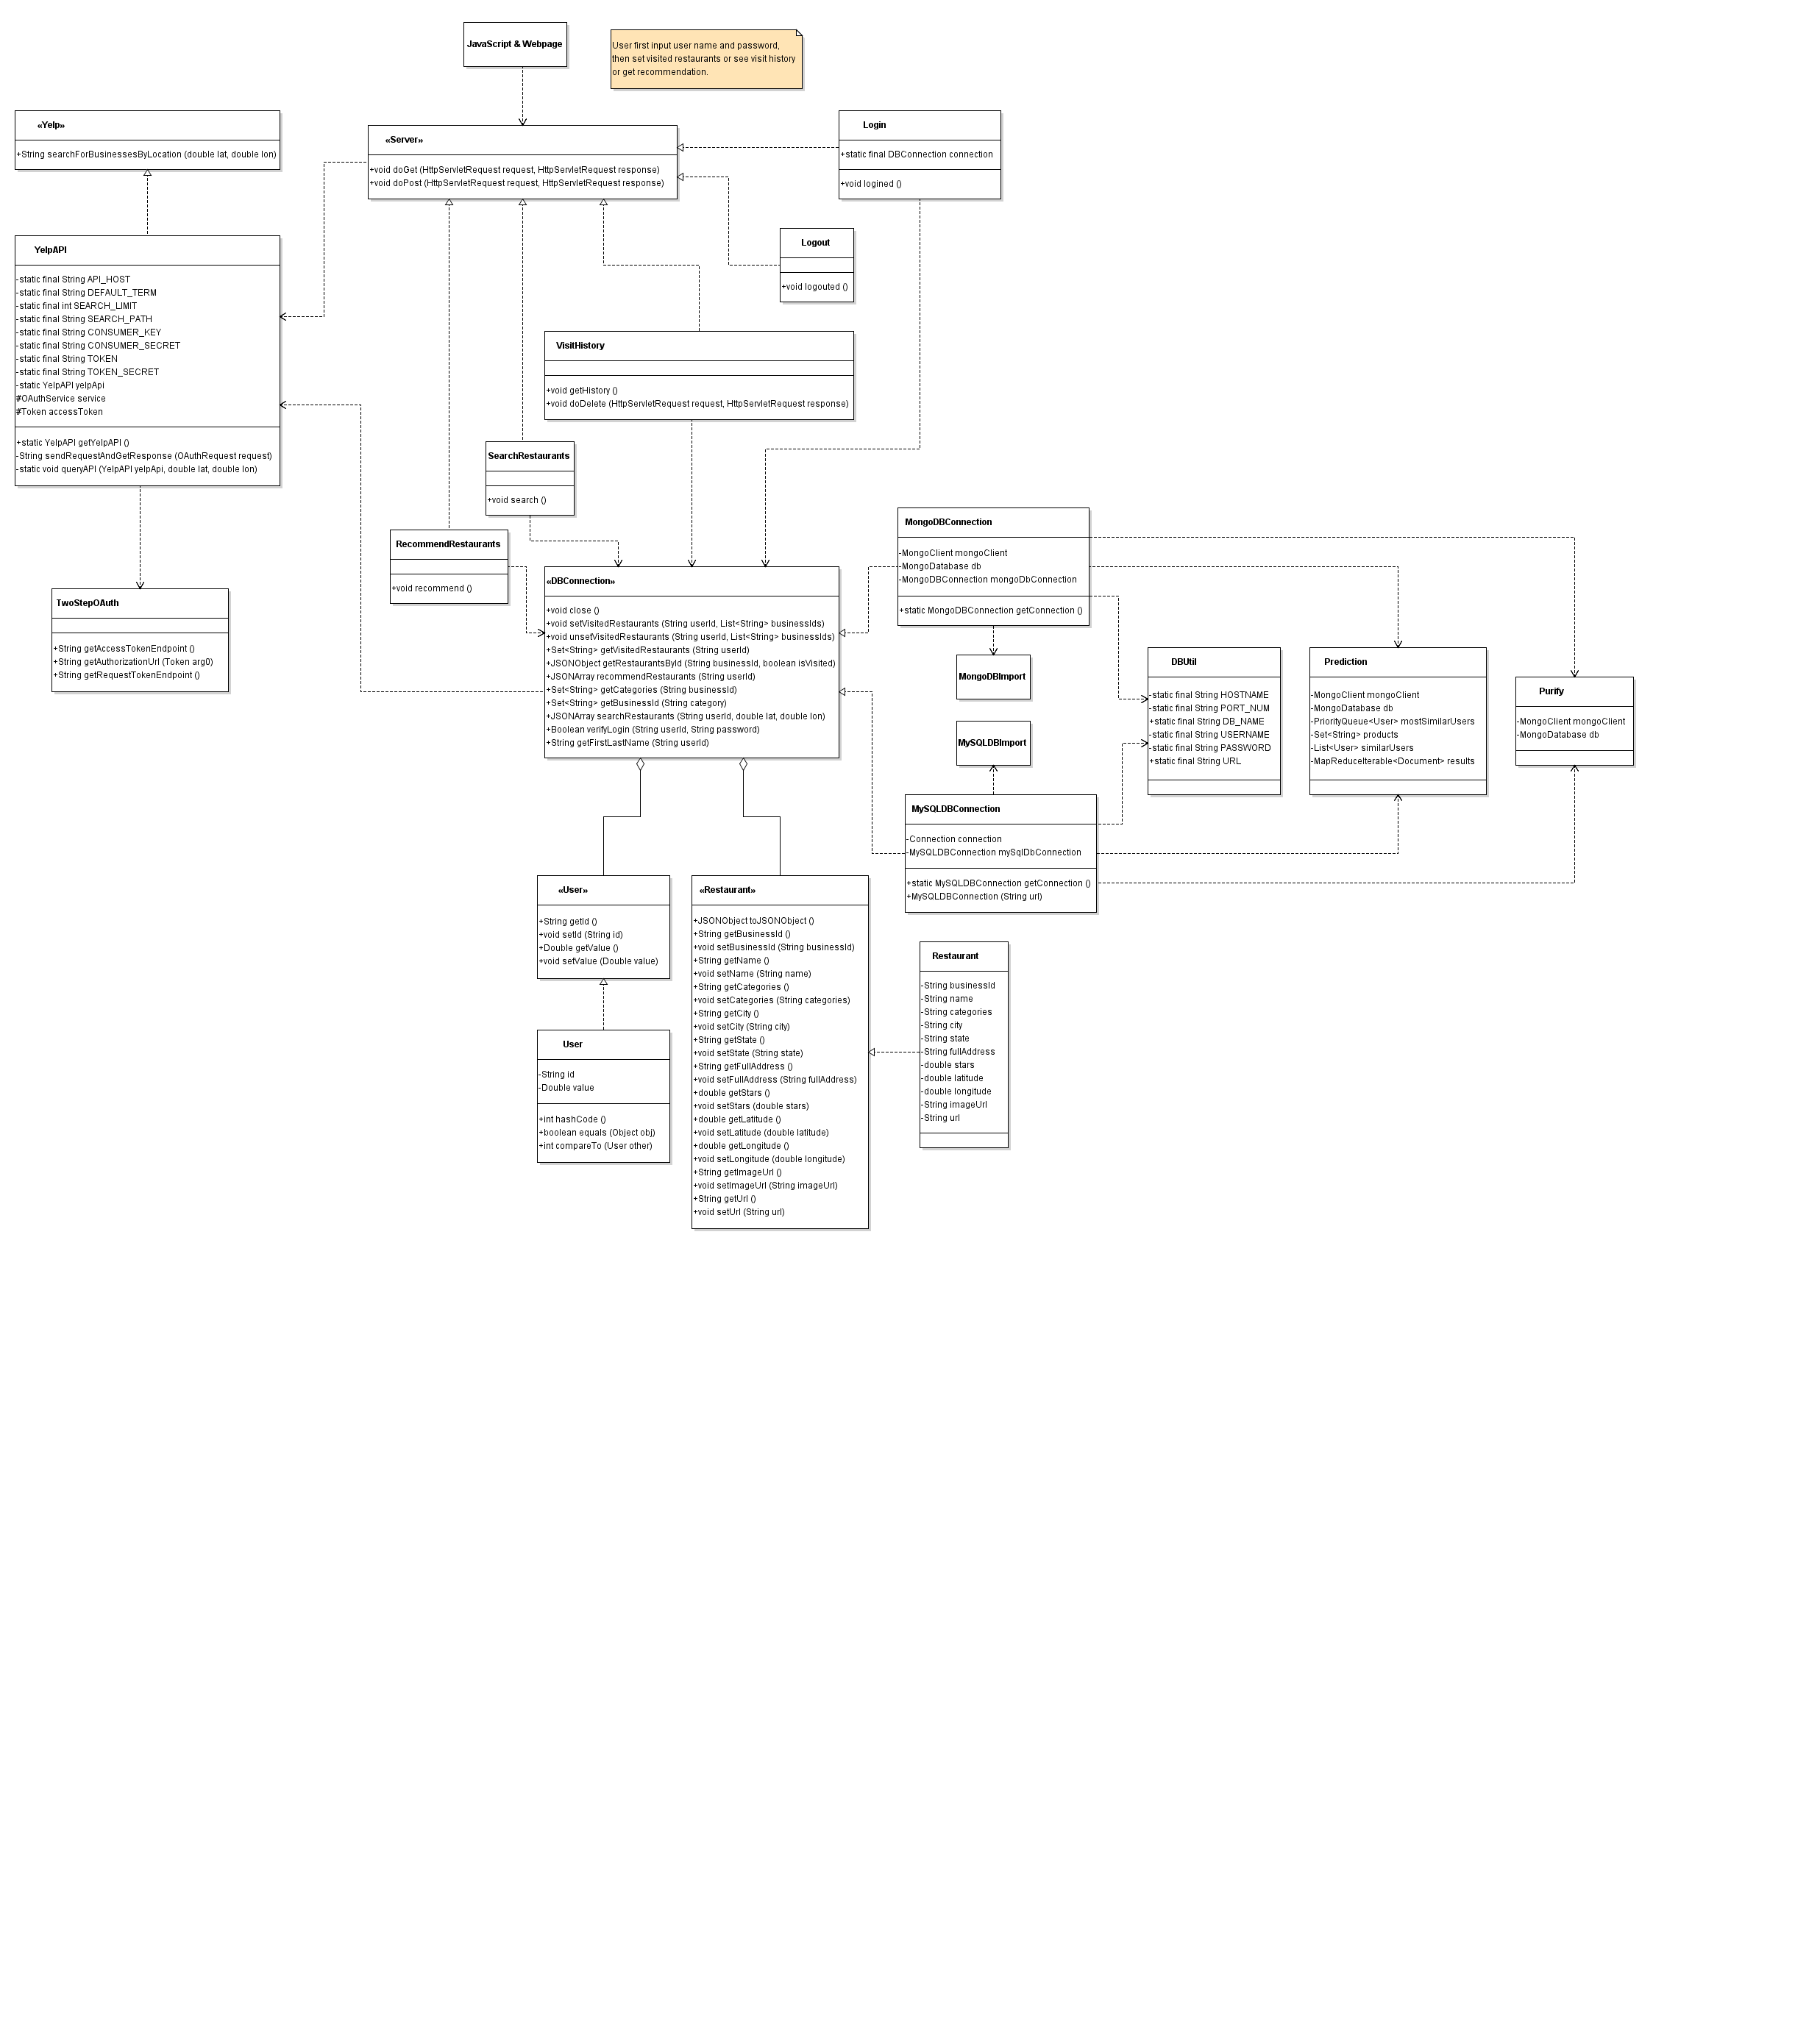 JavaScript & Webpage
User first input user name and password,
then set visited restaurants or see visit history
or get recommendation.
«Yelp»
+String searchForBusinessesByLocation (double lat, double lon)
«Server»
+void doGet (HttpServletRequest request, HttpServletRequest response)
+void doPost (HttpServletRequest request, HttpServletRequest response)
Login
+static final DBConnection connection
+void logined ()
Logout
+void logouted ()
YelpAPI
-static final String API_HOST
-static final String DEFAULT_TERM
-static final int SEARCH_LIMIT
-static final String SEARCH_PATH
-static final String CONSUMER_KEY
-static final String CONSUMER_SECRET
-static final String TOKEN
-static final String TOKEN_SECRET
-static YelpAPI yelpApi
#OAuthService service
#Token accessToken
+static YelpAPI getYelpAPI ()
-String sendRequestAndGetResponse (OAuthRequest request)
-static void queryAPI (YelpAPI yelpApi, double lat, double lon)
VisitHistory
+void getHistory ()
+void doDelete (HttpServletRequest request, HttpServletRequest response)
SearchRestaurants
+void search ()
RecommendRestaurants
+void recommend ()
TwoStepOAuth
+String getAccessTokenEndpoint ()
+String getAuthorizationUrl (Token arg0)
+String getRequestTokenEndpoint ()
«DBConnection»
+void close ()
+void setVisitedRestaurants (String userId, List<String> businessIds)
+void unsetVisitedRestaurants (String userId, List<String> businessIds)
+Set<String> getVisitedRestaurants (String userId)
+JSONObject getRestaurantsById (String businessId, boolean isVisited)
+JSONArray recommendRestaurants (String userId)
+Set<String> getCategories (String businessId)
+Set<String> getBusinessId (String category)
+JSONArray searchRestaurants (String userId, double lat, double lon)
+Boolean verifyLogin (String userId, String password)
+String getFirstLastName (String userId)
MongoDBConnection
-MongoClient mongoClient
-MongoDatabase db
-MongoDBConnection mongoDbConnection
+static MongoDBConnection getConnection ()
MongoDBImport
MySQLDBImport
DBUtil
-static final String HOSTNAME
-static final String PORT_NUM
+static final String DB_NAME
-static final String USERNAME
-static final String PASSWORD
+static final String URL
Prediction
-MongoClient mongoClient
-MongoDatabase db
-PriorityQueue<User> mostSimilarUsers
-Set<String> products
-List<User> similarUsers
-MapReduceIterable<Document> results
Purify
-MongoClient mongoClient
-MongoDatabase db
MySQLDBConnection
-Connection connection
-MySQLDBConnection mySqlDbConnection
+static MySQLDBConnection getConnection ()
+MySQLDBConnection (String url)
«User»
+String getId ()
+void setId (String id)
+Double getValue ()
+void setValue (Double value)
User
-String id
-Double value
+int hashCode ()
+boolean equals (Object obj)
+int compareTo (User other)
«Restaurant»
+JSONObject toJSONObject ()
+String getBusinessId ()
+void setBusinessId (String businessId)
+String getName ()
+void setName (String name)
+String getCategories ()
+void setCategories (String categories)
+String getCity ()
+void setCity (String city)
+String getState ()
+void setState (String state)
+String getFullAddress ()
+void setFullAddress (String fullAddress)
+double getStars ()
+void setStars (double stars)
+double getLatitude ()
+void setLatitude (double latitude)
+double getLongitude ()
+void setLongitude (double longitude)
+String getImageUrl ()
+void setImageUrl (String imageUrl)
+String getUrl ()
+void setUrl (String url)
Restaurant
-String businessId
-String name
-String categories
-String city
-String state
-String fullAddress
-double stars
-double latitude
-double longitude
-String imageUrl
-String url